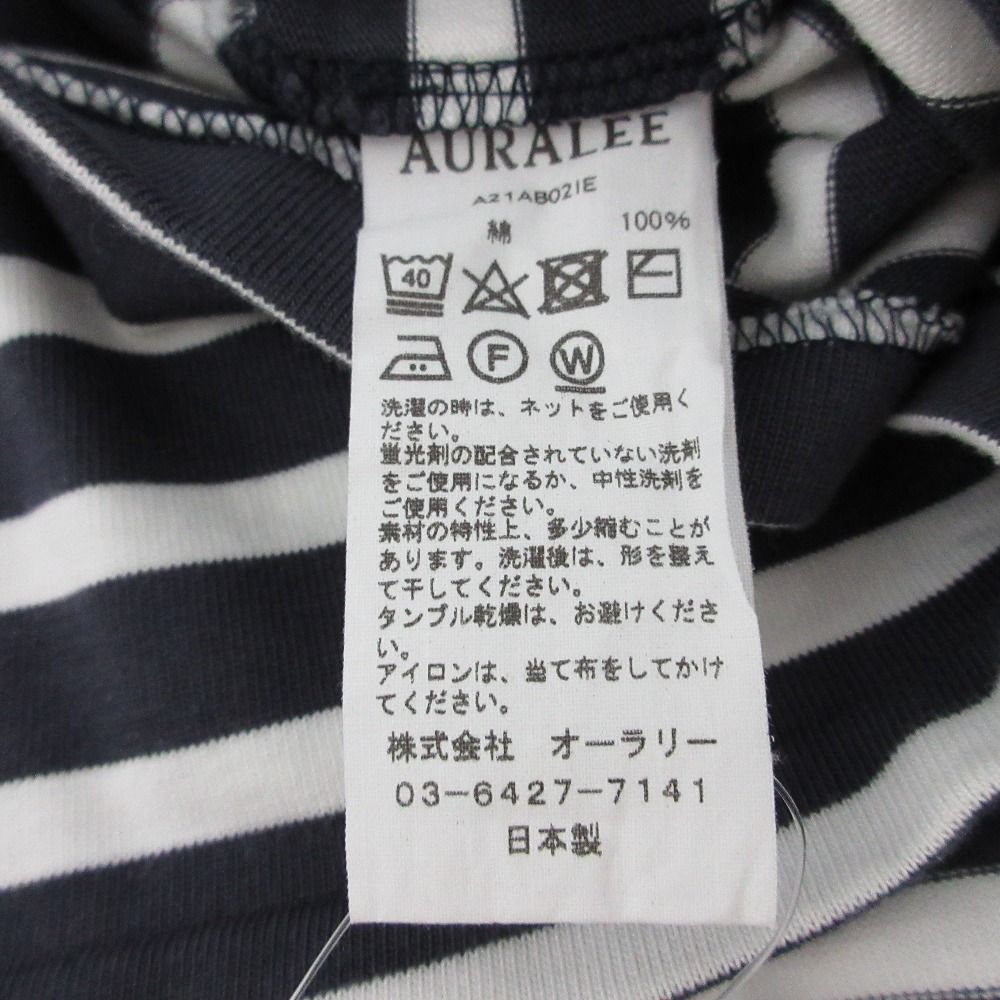 AURALEE
A21AB02IE
綿 100%
40
F W
洗濯の時は、ネットをご使用く
ださい。
蛍光剤の配合されていない洗剤
をご使用になるか、中性洗剤を
ご使用ください。
素材の特性上、多少縮むことが
あります。洗濯後は、形を整え
て干してください。
タンブル乾燥は、お避けくださ
い。
アイロンは、当て布をしてかけ
てください。
株式会社 オーラリー
03-6427-7141
日本製